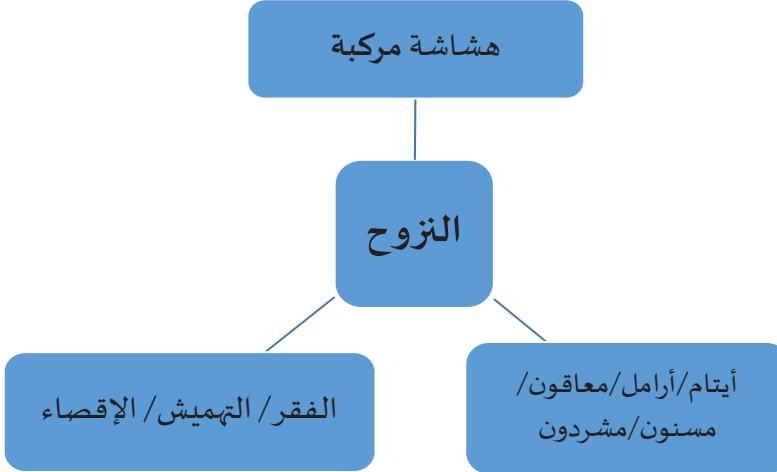 هشاشة مركبة
النزوح
أيتام/أرامل/معاقون/
مسنون/مشردون
الفقر/ التهميش/ الإقصاء